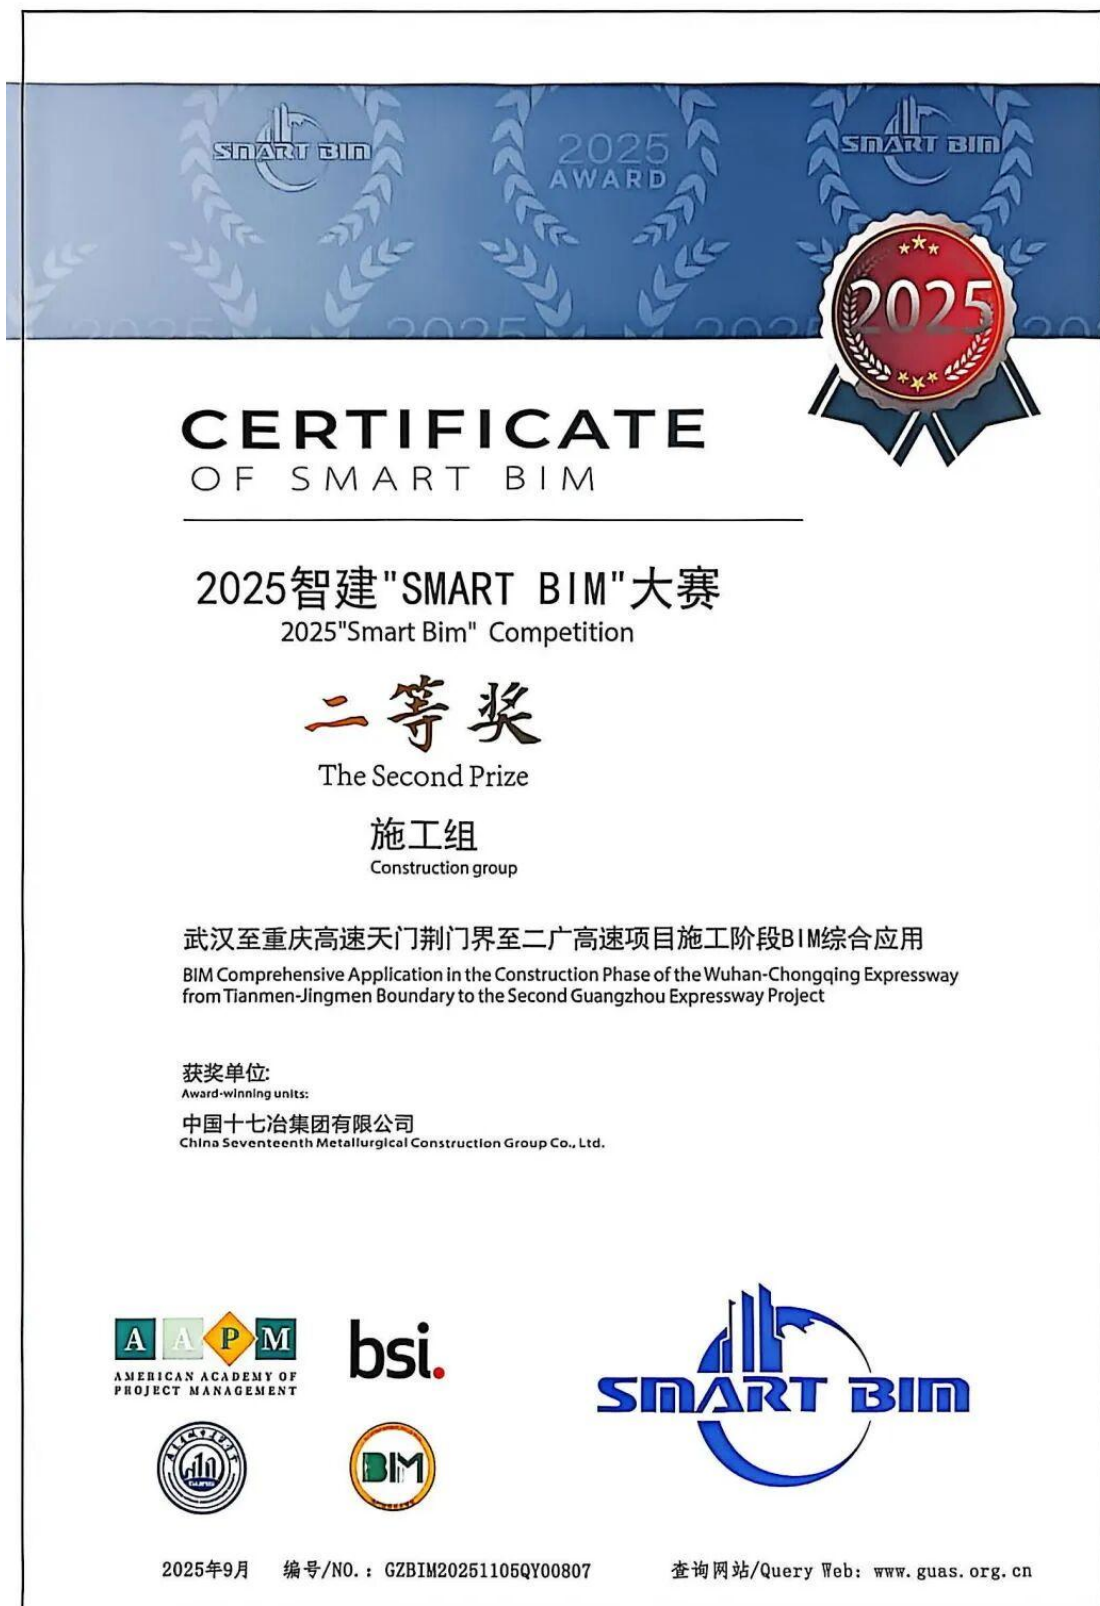 SMART BIM
2025
AWARD
SMART BIM
2025
2025
2025
2025
2025
CERTIFICATE
OF SMART BIM
2025智建"SMART BIM"大赛
2025"Smart Bim" Competition
二等奖
The Second Prize
施工组
Construction group
武汉至重庆高速天门荆门界至二广高速项目施工阶段BIM综合应用
BIM Comprehensive Application in the Construction Phase of the Wuhan-Chongqing Expressway
from Tianmen-Jingmen Boundary to the Second Guangzhou Expressway Project
获奖单位:
Award-winning units:
中国十七冶集团有限公司
China Seventeenth Metallurgical Construction Group Co., Ltd.
A A P M
AMERICAN ACADEMY OF
PROJECT MANAGEMENT
bsi.
SMART BIM
BIM
2025年9月 编号/NO.: GZBIM20251105QY00807 查询网站/Query Web: www.guas.org.cn